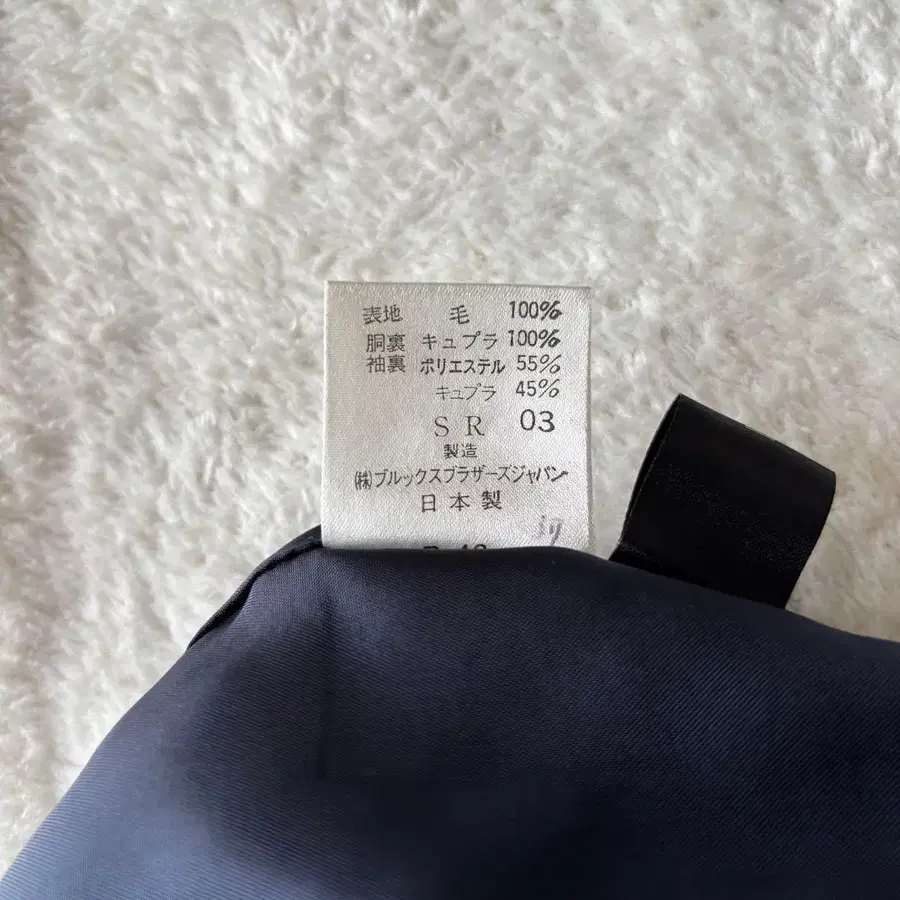 表地 毛 100%
胴裏 キュプラ 100%
袖裏 ポリエステル 55%
キュプラ 45%
SR 03
製造
㈱ブルックスブラザーズジャパン
日本製